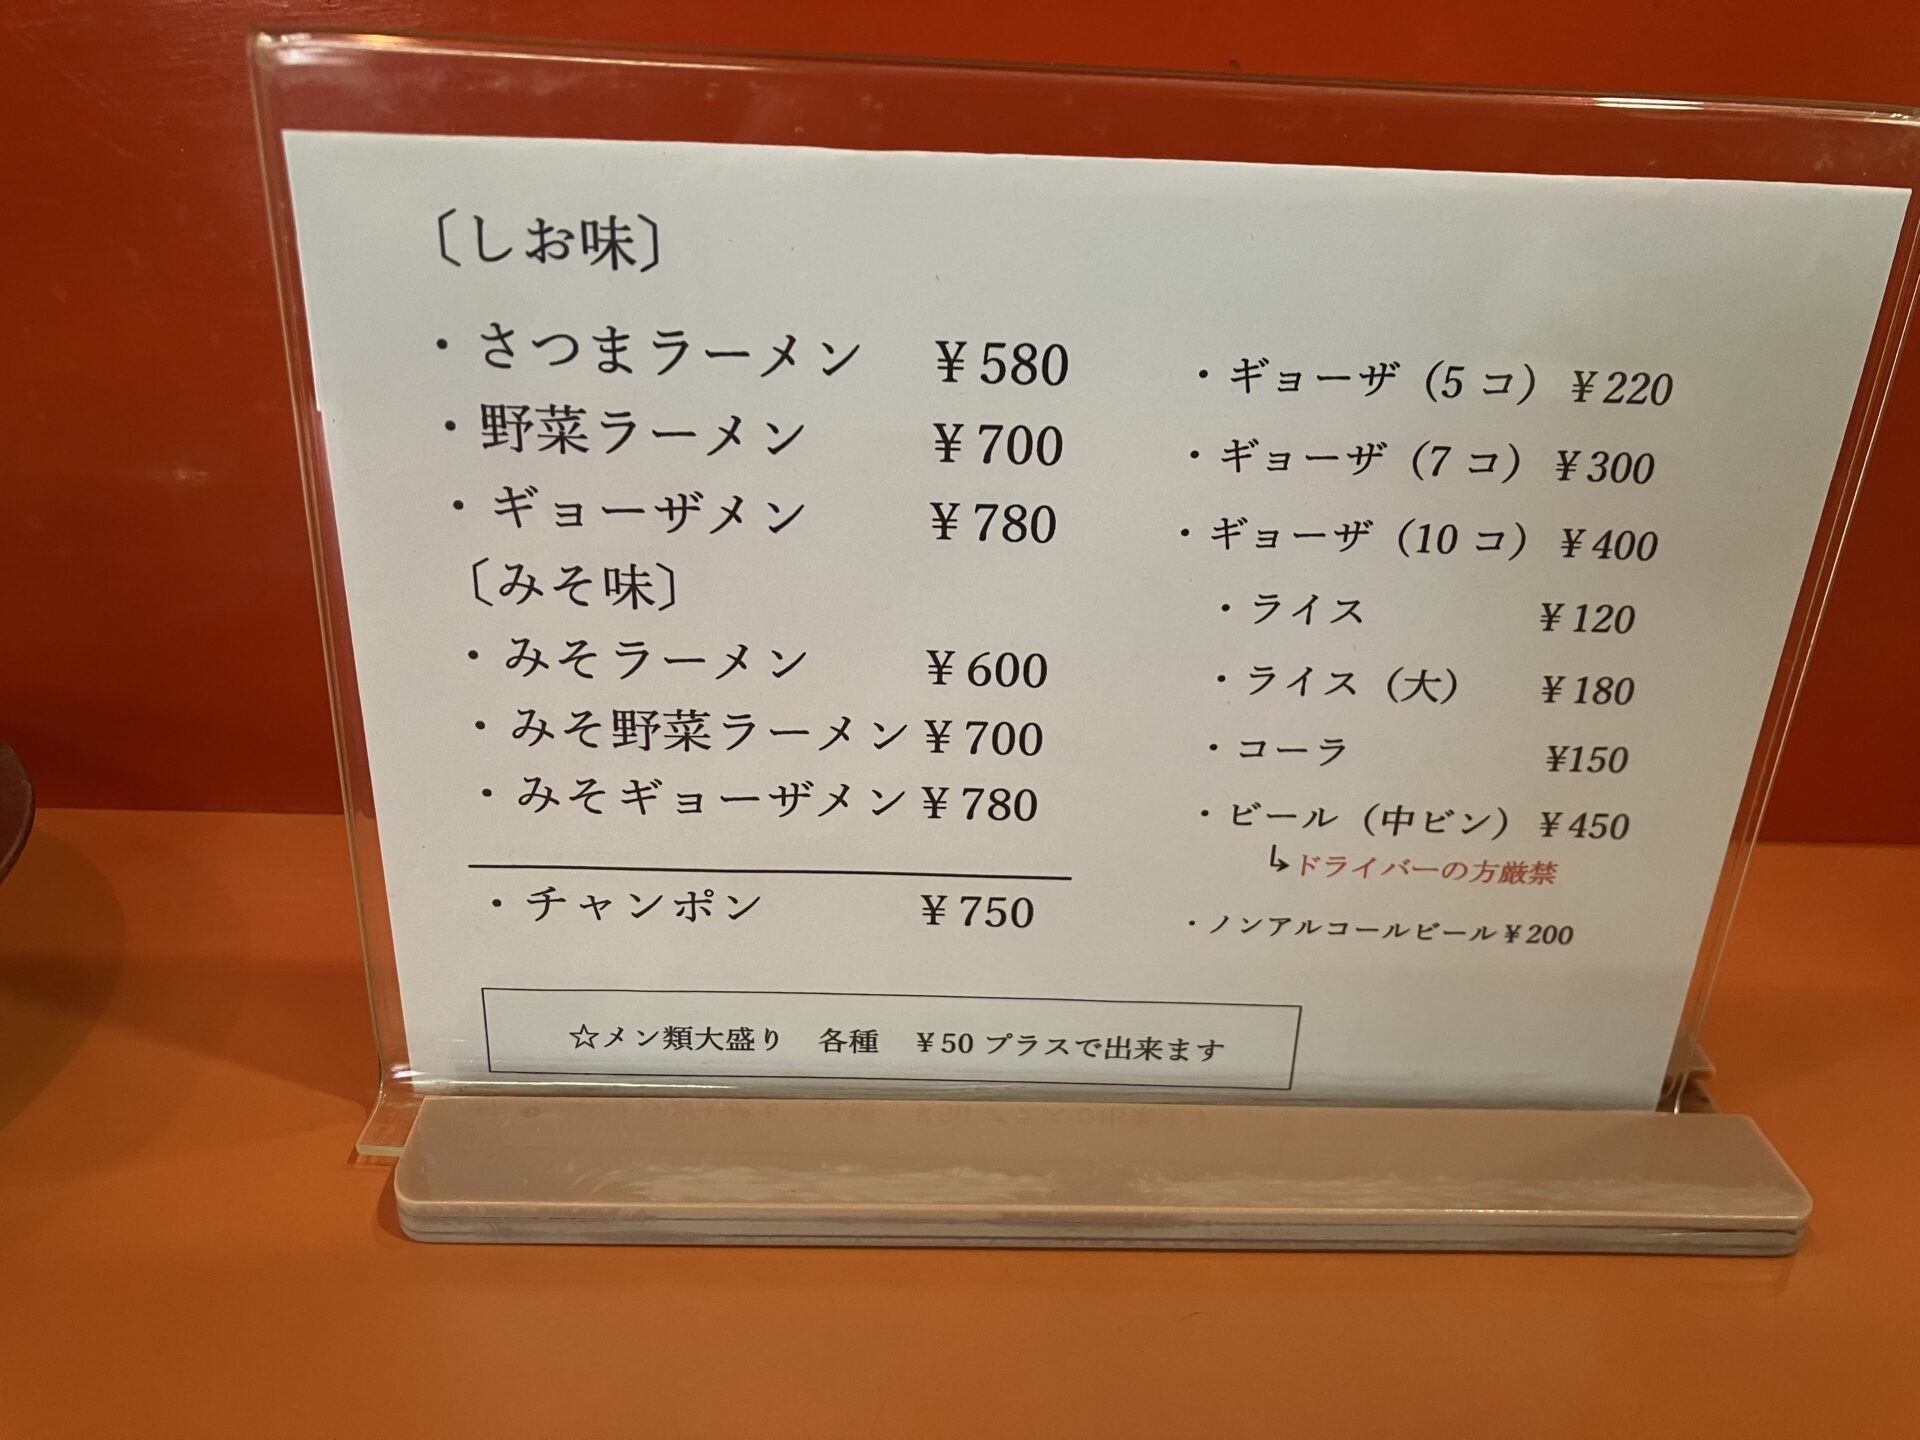 〔しお味〕
・さつまラーメン ¥580
・野菜ラーメン ¥700
・ギョーザメン ¥780
〔みそ味〕
・みそラーメン ¥600
・みそ野菜ラーメン ¥700
・みそギョーザメン ¥780
・チャンポン ¥750
・ギョーザ（5コ） ¥220
・ギョーザ（7コ） ¥300
・ギョーザ（10コ） ¥400
・ライス ¥120
・ライス（大） ¥180
・コーラ ¥150
・ビール（中ビン） ¥450
↳ドライバーの方厳禁
・ノンアルコールビール¥200
☆メン類大盛り 各種 ¥50プラスで出来ます